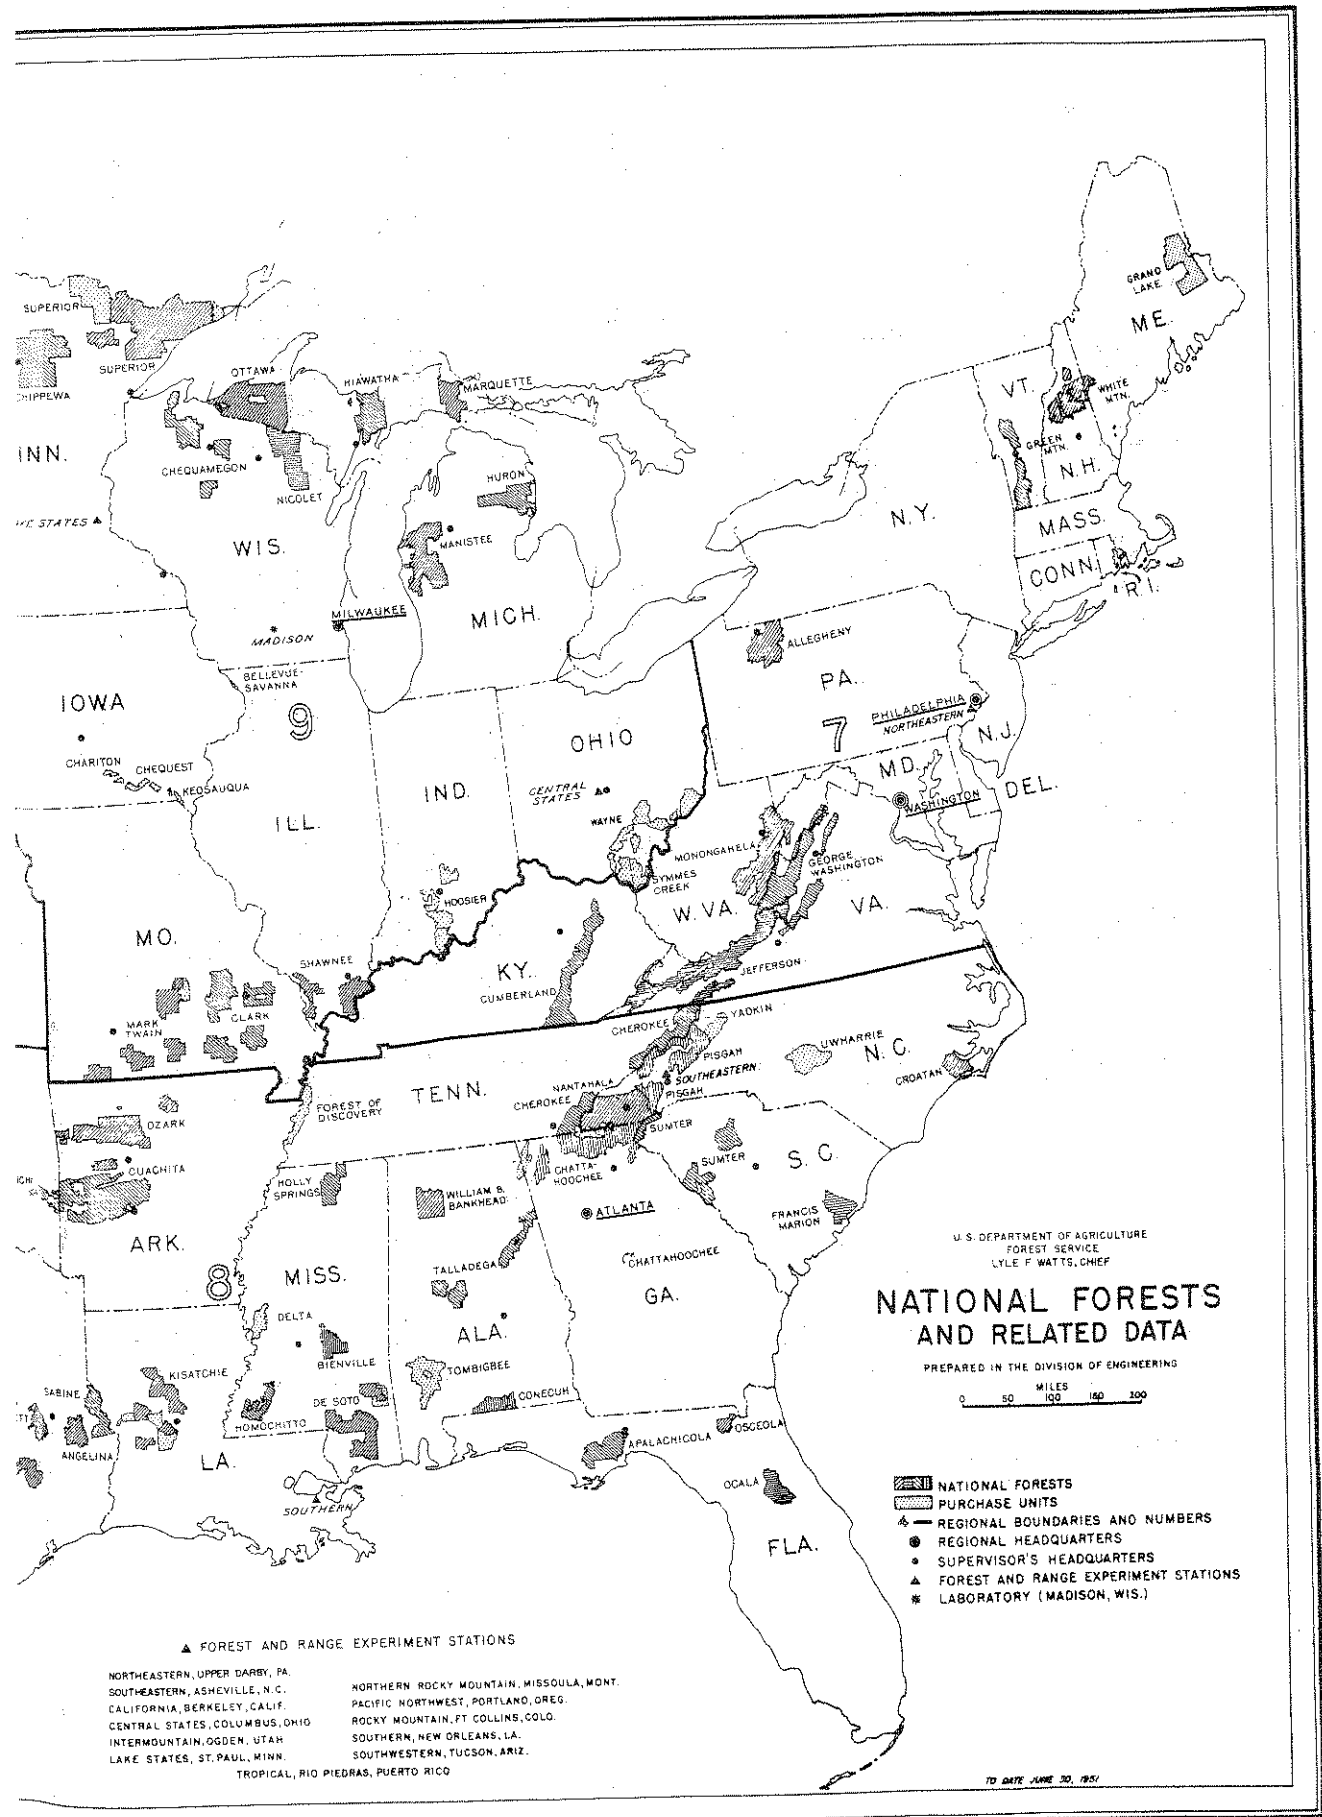 SUPERIOR
SUPERIOR
CHIPPEWA
INN.
OTTAWA
HIAWATHA
MARQUETTE
CHEQUAMEGON
NICOLET
HURON
MANISTEE
STATES
WIS.
MICH.
MILWAUKEE
MADISON
GRAND
LAKE
ME.
VT.
WHITE
MTN.
GREEN
MTN.
N.H.
MASS.
CONN.
R.I.
N.Y.
ALLEGHENY
PA.
7
PHILADELPHIA
NORTHEASTERN
N.J.
MD.
DEL.
WASHINGTON
IOWA
BELLEVUE-
SAVANNA
9
CHARITON
CHEQUEST
KEOSAUQUA
ILL.
IND.
OHIO
CENTRAL
STATES
WAYNE
SYMMES
CREEK
HOOSIER
MONONGAHELA
GEORGE
WASHINGTON
W.VA.
VA.
JEFFERSON
MO.
SHAWNEE
MARK
TWAIN
CLARK
KY.
CUMBERLAND
CHEROKEE
YADKIN
PISGAH
SOUTHEASTERN
PISGAH
UWHARRIE
N.C.
CROATAN
TENN.
NANTAHALA
CHEROKEE
FOREST OF
DISCOVERY
SUMTER
OZARK
OUACHITA
ARK.
8
HOLLY
SPRINGS
WILLIAM B.
BANKHEAD
CHATTA-
HOOCHEE
SUMTER
S.C.
FRANCIS
MARION
ATLANTA
CHATTAHOOCHEE
GA.
TALLADEGA
MISS.
ALA.
DELTA
BIENVILLE
TOMBIGBEE
CONECUH
DE SOTO
HOMOCHITTO
KISATCHIE
SABINE
ANGELINA
LA.
SOUTHERN
APALACHICOLA
OSCEOLA
OCALA
FLA.
U.S. DEPARTMENT OF AGRICULTURE
FOREST SERVICE
LYLE F. WATTS, CHIEF
NATIONAL FORESTS
AND RELATED DATA
PREPARED IN THE DIVISION OF ENGINEERING
MILES
0 50 100 150 200
NATIONAL FORESTS
PURCHASE UNITS
4 — REGIONAL BOUNDARIES AND NUMBERS
REGIONAL HEADQUARTERS
SUPERVISOR'S HEADQUARTERS
FOREST AND RANGE EXPERIMENT STATIONS
LABORATORY (MADISON, WIS.)
FOREST AND RANGE EXPERIMENT STATIONS
NORTHEASTERN, UPPER DARBY, PA.
SOUTHEASTERN, ASHEVILLE, N.C.
CALIFORNIA, BERKELEY, CALIF.
CENTRAL STATES, COLUMBUS, OHIO
INTERMOUNTAIN, OGDEN, UTAH
LAKE STATES, ST. PAUL, MINN.
NORTHERN ROCKY MOUNTAIN, MISSOULA, MONT.
PACIFIC NORTHWEST, PORTLAND, OREG.
ROCKY MOUNTAIN, FT COLLINS, COLO.
SOUTHERN, NEW ORLEANS, LA.
SOUTHWESTERN, TUCSON, ARIZ.
TROPICAL, RIO PIEDRAS, PUERTO RICO
TO DATE JUNE 30, 1951